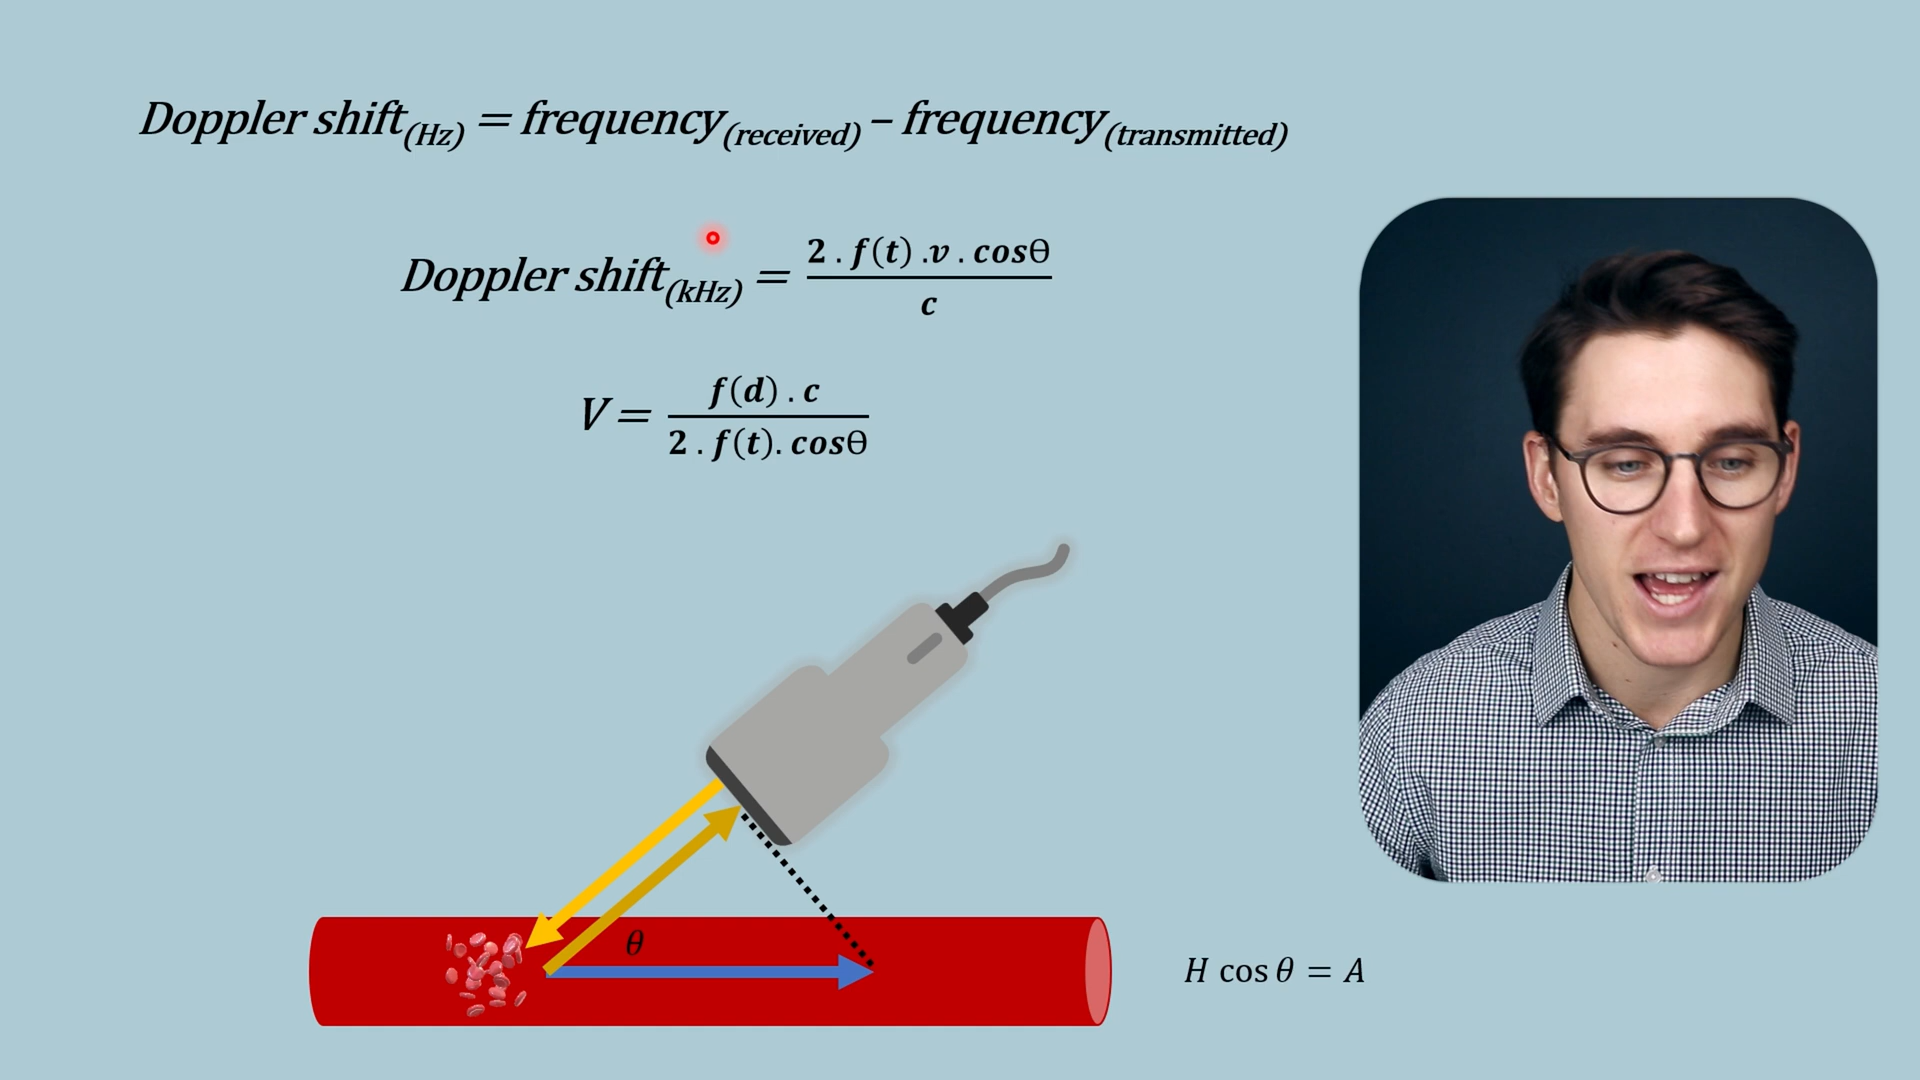 Doppler shift(Hz) = frequency(received) – frequency(transmitted)
Doppler shift(kHz) = 2 . f(t) .v . cosθ / c
V = f(d) . c / 2 . f(t). cosθ
θ
H cos θ = A